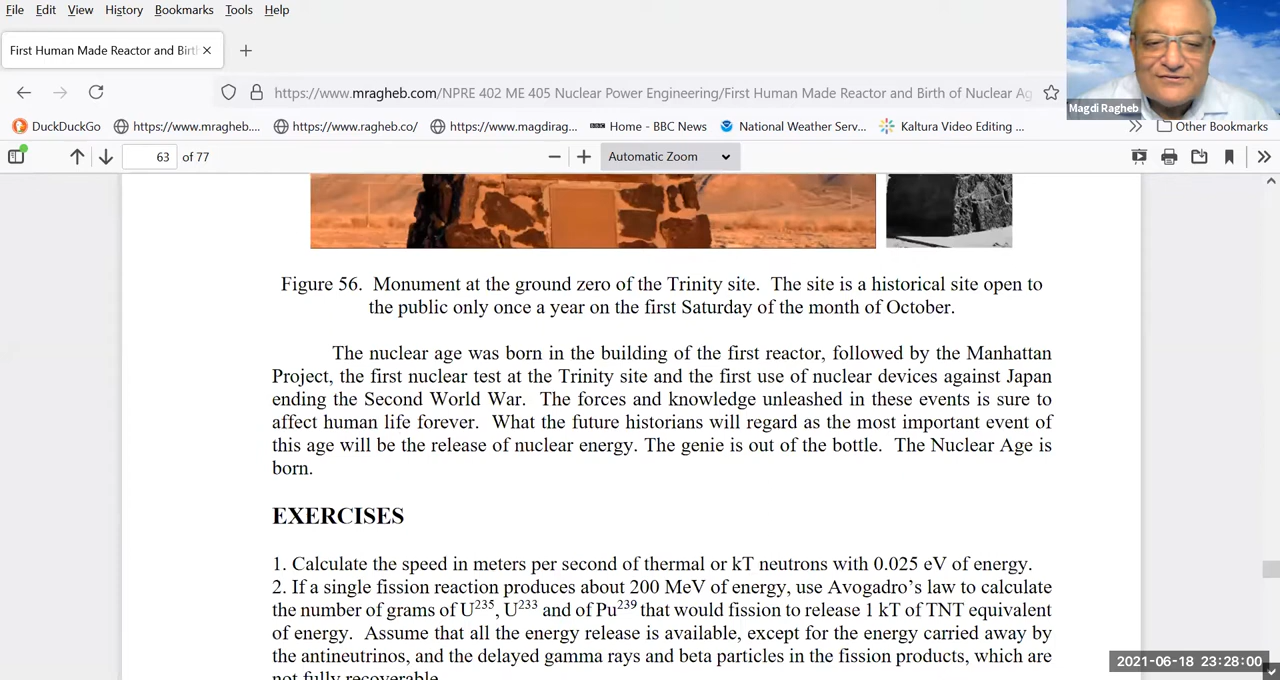 File Edit View History Bookmarks Tools Help
First Human Made Reactor and Birt
https://www.mragheb.com/NPRE 402 ME 405 Nuclear Power Engineering/First Human Made Reactor and Birth of Nuclear Ag
Magdi Ragheb
DuckDuckGo https://www.mragheb.... https://www.ragheb.co/ https://www.magdirag... Home - BBC News National Weather Serv... Kaltura Video Editing ... Other Bookmarks
63 of 77 Automatic Zoom
Figure 56. Monument at the ground zero of the Trinity site. The site is a historical site open to
the public only once a year on the first Saturday of the month of October.
The nuclear age was born in the building of the first reactor, followed by the Manhattan
Project, the first nuclear test at the Trinity site and the first use of nuclear devices against Japan
ending the Second World War. The forces and knowledge unleashed in these events is sure to
affect human life forever. What the future historians will regard as the most important event of
this age will be the release of nuclear energy. The genie is out of the bottle. The Nuclear Age is
born.
EXERCISES
1. Calculate the speed in meters per second of thermal or kT neutrons with 0.025 eV of energy.
2. If a single fission reaction produces about 200 MeV of energy, use Avogadro's law to calculate
the number of grams of U²³⁵, U²³³ and of Pu²³⁹ that would fission to release 1 kT of TNT equivalent
of energy. Assume that all the energy release is available, except for the energy carried away by
the antineutrinos, and the delayed gamma rays and beta particles in the fission products, which are
not fully recoverable.
2021-06-18 23:28:00